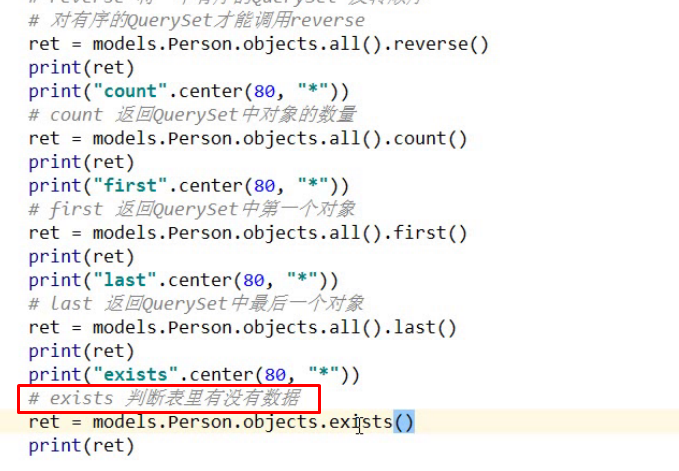 # 对有序的QuerySet才能调用reverse
ret = models.Person.objects.all().reverse()
print(ret)
print("count".center(80, "*"))
# count 返回QuerySet中对象的数量
ret = models.Person.objects.all().count()
print(ret)
print("first".center(80, "*"))
# first 返回QuerySet中第一个对象
ret = models.Person.objects.all().first()
print(ret)
print("last".center(80, "*"))
# last 返回QuerySet中最后一个对象
ret = models.Person.objects.all().last()
print(ret)
print("exists".center(80, "*"))
# exists 判断表里有没有数据
ret = models.Person.objects.exists()
print(ret)